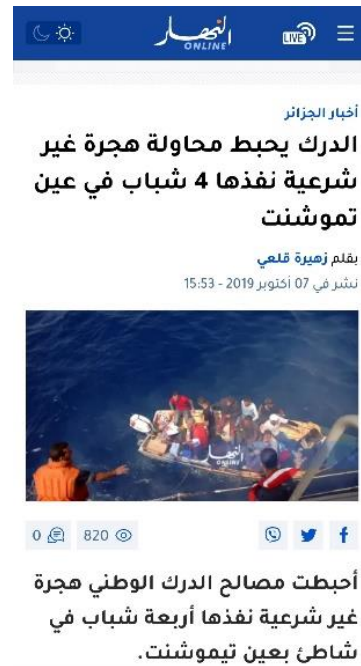 النهار
ONLINE
LIVE
أخبار الجزائر
الدرك يحبط محاولة هجرة غير
شرعية نفذها 4 شباب في عين
تموشنت
بقلم زهيرة قلعي
نشر في 07 أكتوبر 2019 - 15:53
النهار
ONLINE
820
0
أحبطت مصالح الدرك الوطني هجرة
غير شرعية نفذها أربعة شباب في
شاطئ بعين تيموشنت.